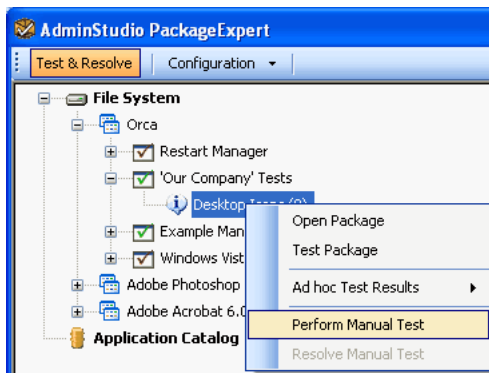 AdminStudio PackageExpert
Test & Resolve Configuration
File System
Orca
Restart Manager
'Our Company' Tests
Desktop
Open Package
Example Man
Test Package
Windows Vist
Adobe Photoshop
Ad hoc Test Results
Adobe Acrobat 6.0
Perform Manual Test
Application Catalog
Resolve Manual Test